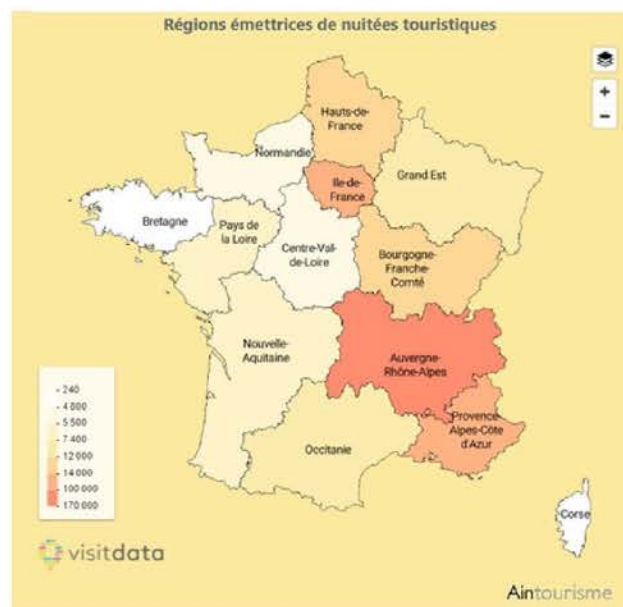 Régions émettrices de nuitées touristiques
+
−
Hauts-de-
France
Normandie
Ile-de-
France
Grand Est
Bretagne
Pays de
la Loire
Centre-Val-
de-Loire
Bourgogne-
Franche-
Comté
Nouvelle-
Aquitaine
Auvergne-
Rhône-Alpes
Provence-
Alpes-Côte
d'Azur
Occitanie
Corse
240
4 000
5 500
7 400
12 000
14 000
100 000
170 000
visitdata
Aintourisme